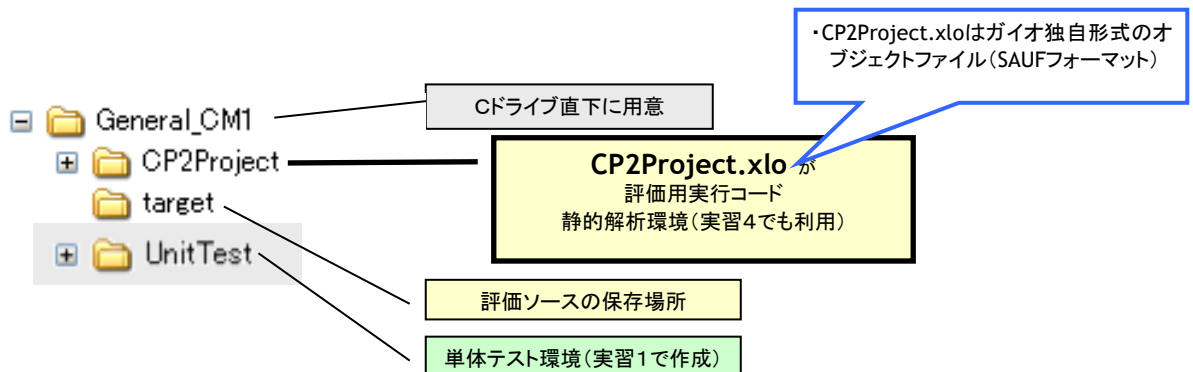 ・CP2Project.xloはガイオ独自形式のオ
ブジェクトファイル（SAUFフォーマット）
General_CM1
Cドライブ直下に用意
CP2Project
CP2Project.xlo が
評価用実行コード
静的解析環境（実習4でも利用）
target
UnitTest
評価ソースの保存場所
単体テスト環境（実習1で作成）